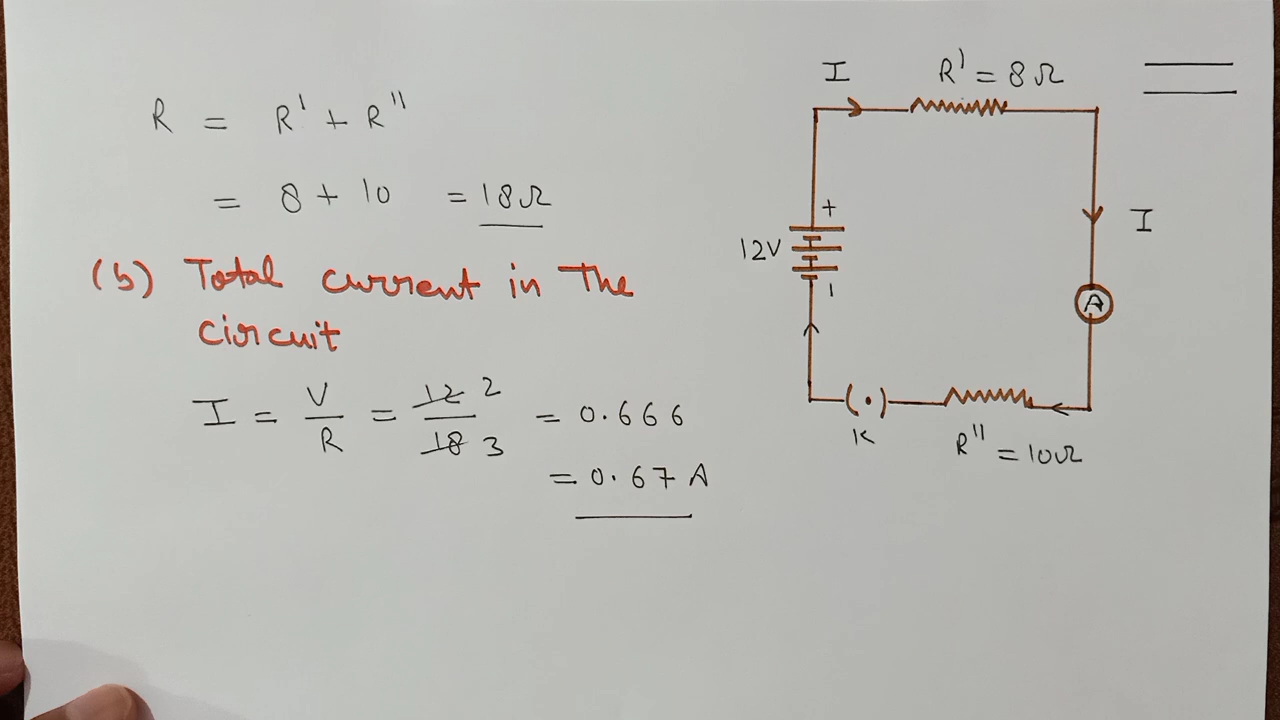 R = R' + R''
= 8 + 10 = 18Ω
(b) Total current in the
circuit
I = V/R = 12/18 2/3 = 0.666
= 0.67 A
I
R' = 8Ω
+
12V
I
A
K
R'' = 10Ω